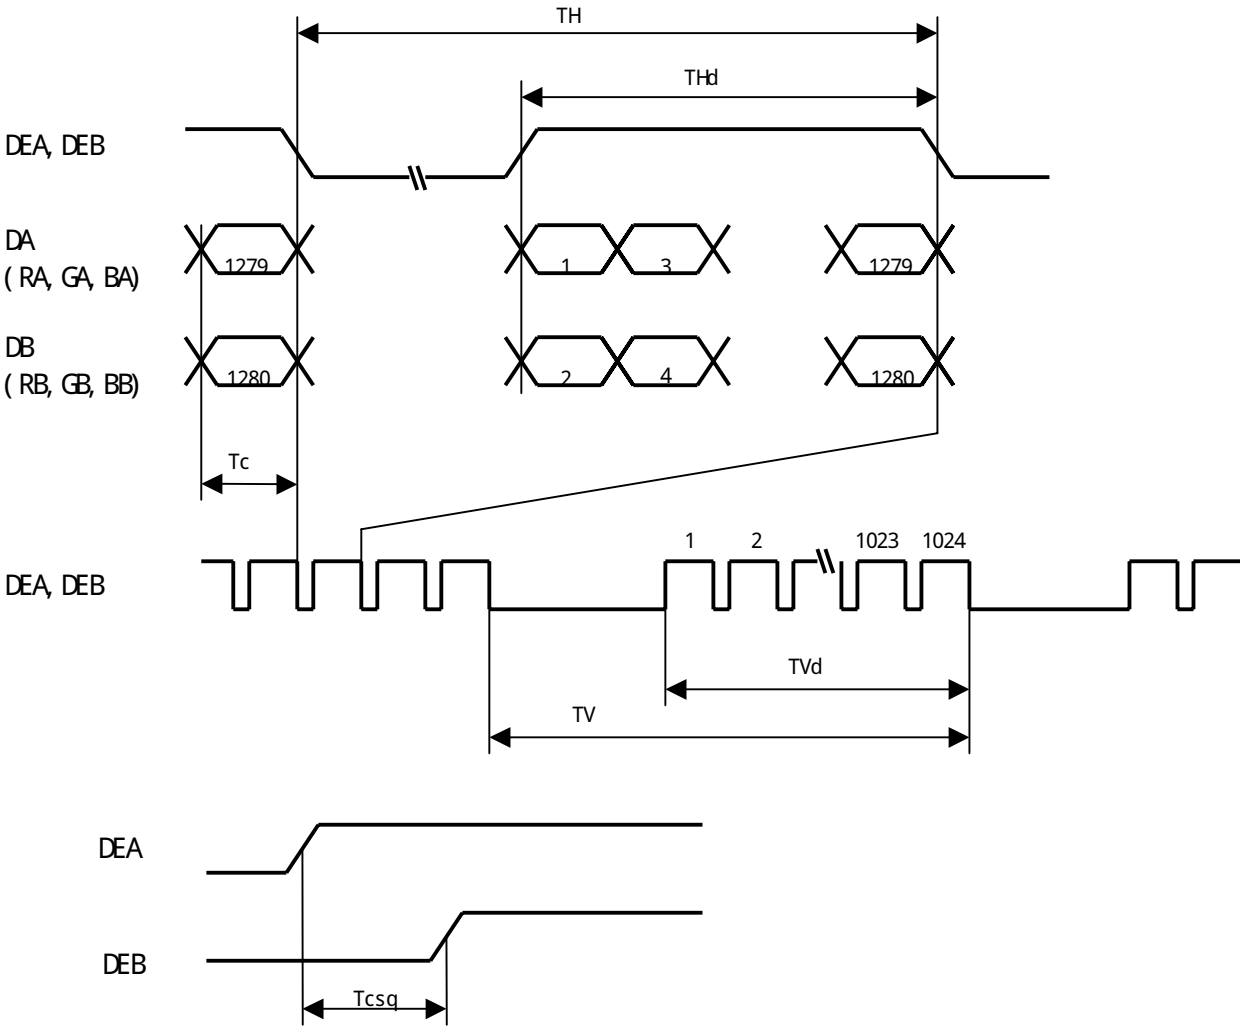 TH
THd
DEA, DEB
DA
( RA, GA, BA)
1279 1 3 1279
DB
( RB, GB, BB)
1280 2 4 1280
Tc
1 2 1023 1024
DEA, DEB
TVd
TV
DEA
DEB
Tcsq